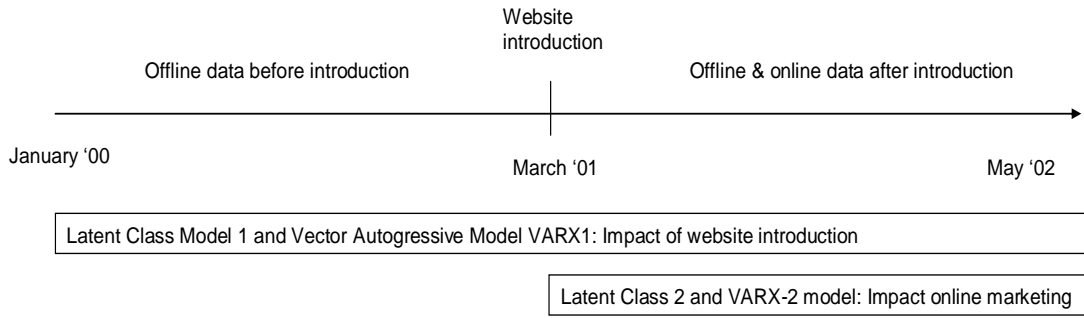 Website
introduction
Offline data before introduction
Offline & online data after introduction
January ‘00
March ‘01
May ‘02
Latent Class Model 1 and Vector Autogressive Model VARX1: Impact of website introduction
Latent Class 2 and VARX-2 model: Impact online marketing